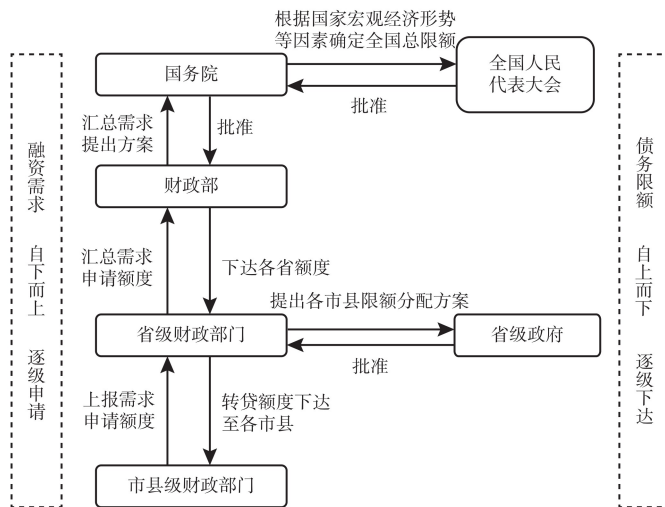 根据国家宏观经济形势
等因素确定全国总限额
国务院
全国人民
代表大会
批准
汇总需求
提出方案
批准
财政部
汇总需求
申请额度
下达各省额度
提出各市县限额分配方案
省级财政部门
省级政府
批准
上报需求
申请额度
转贷额度下达
至各市县
市县级财政部门
融资需求 自下而上 逐级申请
债务限额 自上而下 逐级下达